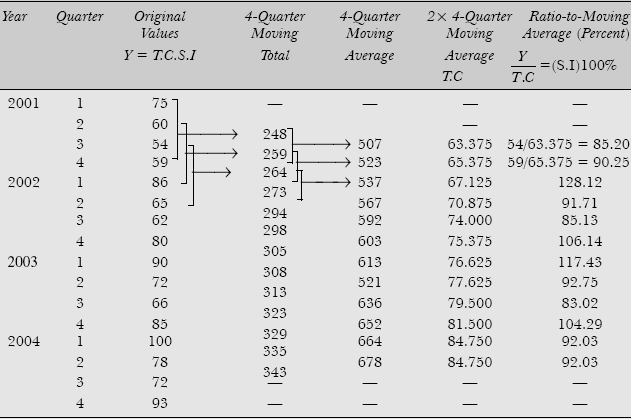 Year Quarter Original 4-Quarter 4-Quarter 2× 4-Quarter Ratio-to-Moving
Values Moving Moving Moving Average (Percent)
Y = T.C.S.I Total Average Average Y/T.C =(S.I)100%
T.C
2001 1 75 — — — —
2 60 — —
248
3 54 507 63.375 54/63.375 = 85.20
259
4 59 523 65.375 59/65.375 = 90.25
264
2002 1 86 537 67.125 128.12
273
2 65 567 70.875 91.71
294
3 62 592 74.000 85.13
298
4 80 603 75.375 106.14
305
2003 1 90 613 76.625 117.43
308
2 72 521 77.625 92.75
313
3 66 636 79.500 83.02
323
4 85 652 81.500 104.29
329
2004 1 100 664 84.750 92.03
335
2 78 678 84.750 92.03
343
3 72 — — — —
4 93 — — — —